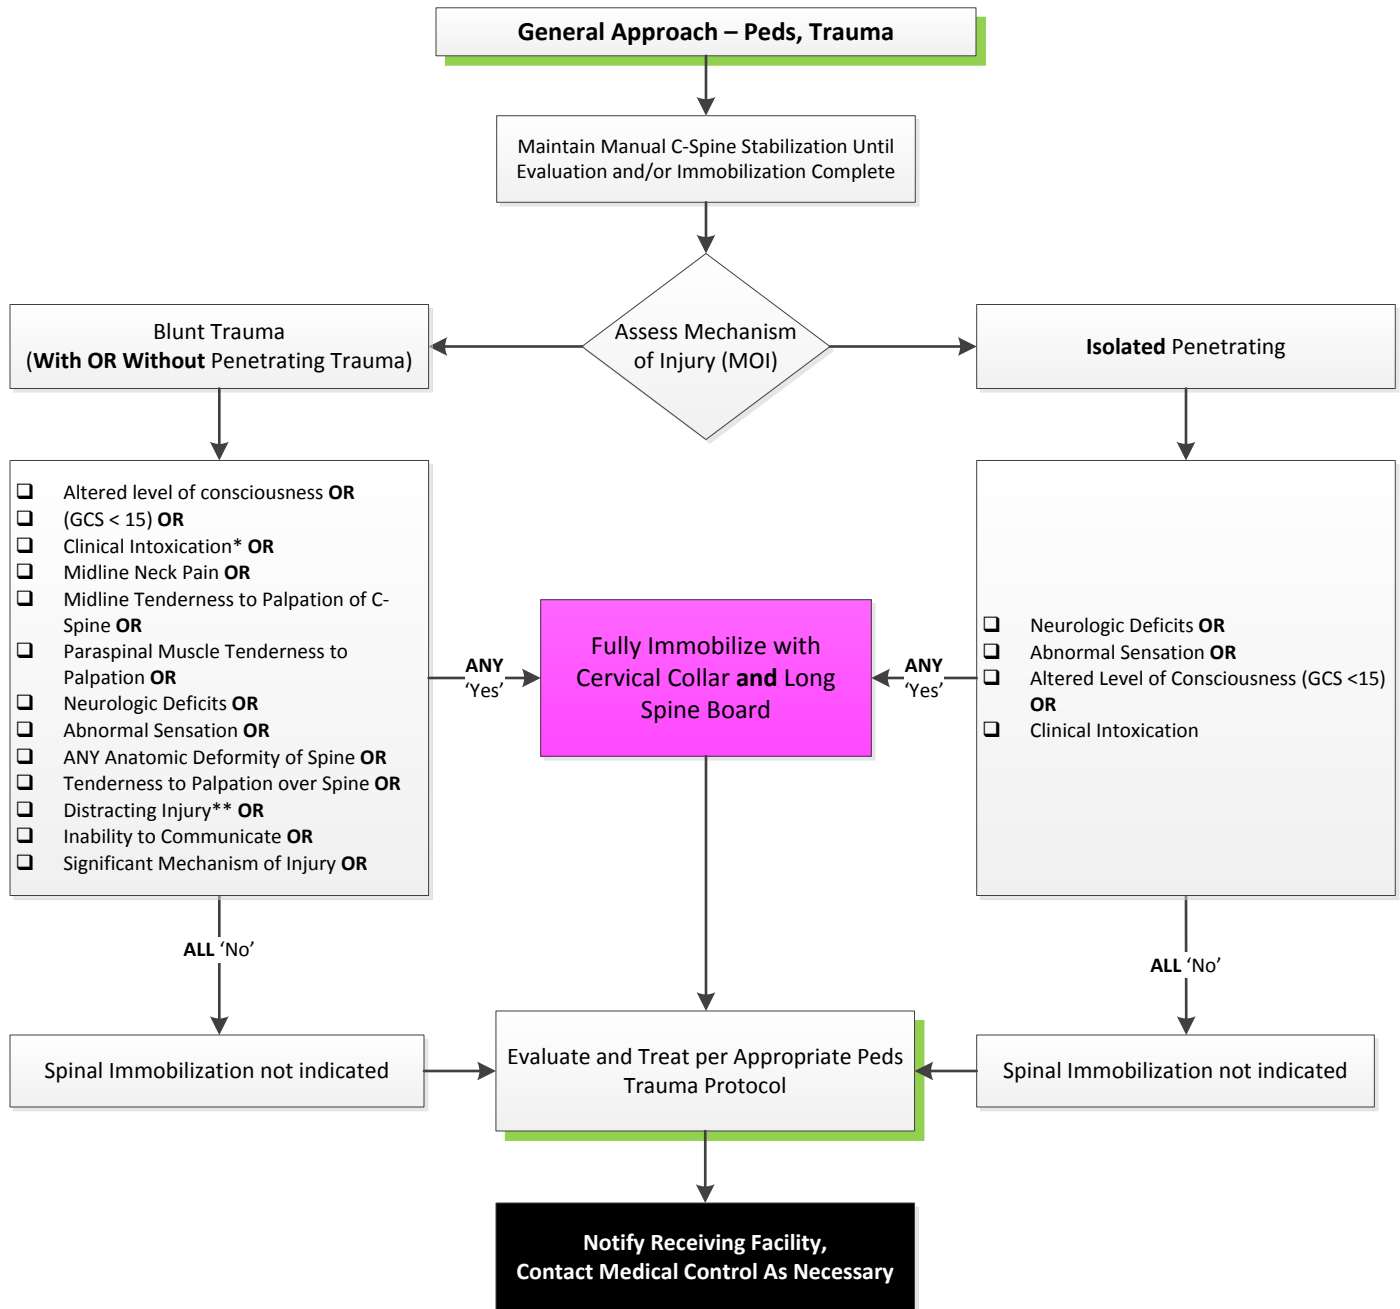 General Approach – Peds, Trauma
Maintain Manual C-Spine Stabilization Until
Evaluation and/or Immobilization Complete
Assess Mechanism
of Injury (MOI)
Blunt Trauma
(With OR Without Penetrating Trauma)
Isolated Penetrating
❑ Altered level of consciousness OR
❑ (GCS < 15) OR
❑ Clinical Intoxication* OR
❑ Midline Neck Pain OR
❑ Midline Tenderness to Palpation of C-
Spine OR
❑ Paraspinal Muscle Tenderness to
Palpation OR
❑ Neurologic Deficits OR
❑ Abnormal Sensation OR
❑ ANY Anatomic Deformity of Spine OR
❑ Tenderness to Palpation over Spine OR
❑ Distracting Injury** OR
❑ Inability to Communicate OR
❑ Significant Mechanism of Injury OR
ANY
'Yes'
Fully Immobilize with
Cervical Collar and Long
Spine Board
ANY
'Yes'
❑ Neurologic Deficits OR
❑ Abnormal Sensation OR
❑ Altered Level of Consciousness (GCS <15)
OR
❑ Clinical Intoxication
ALL 'No'
ALL 'No'
Spinal Immobilization not indicated
Evaluate and Treat per Appropriate Peds
Trauma Protocol
Spinal Immobilization not indicated
Notify Receiving Facility,
Contact Medical Control As Necessary